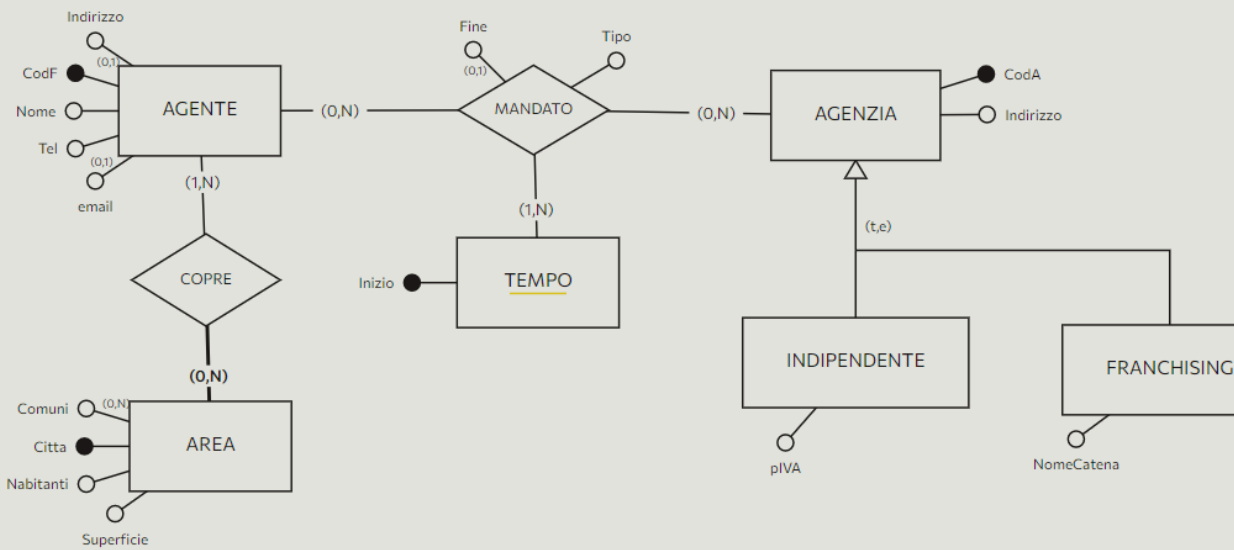 Indirizzo
(0,1)
CodF
Nome
Tel
(0,1)
email
AGENTE
(0,N)
Fine
(0,1)
Tipo
MANDATO
(0,N)
AGENZIA
CodA
Indirizzo
(1,N)
COPRE
(0,N)
(1,N)
Inizio
TEMPO
(t,e)
INDIPENDENTE
pIVA
FRANCHISING
NomeCatena
Comuni
(0,N)
Citta
Nabitanti
Superficie
AREA